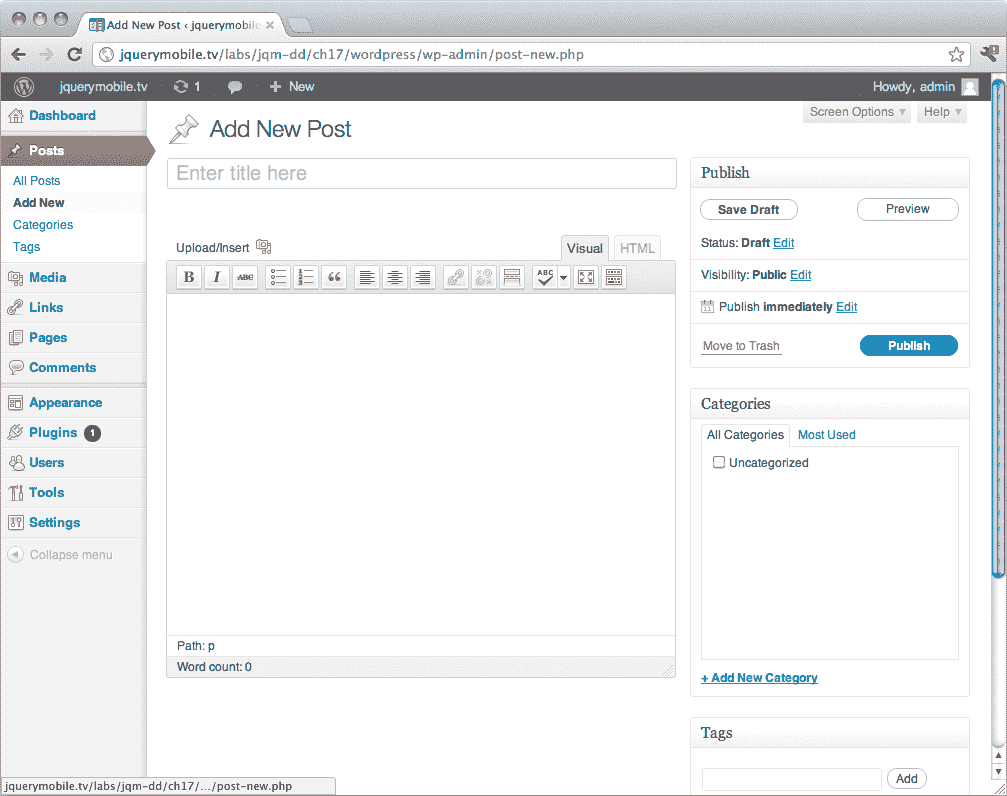 Add New Post ‹ jquerymobile
jquerymobile.tv/labs/jqm-dd/ch17/wordpress/wp-admin/post-new.php
jquerymobile.tv 1 New Howdy, admin
Screen Options Help
Dashboard
Posts
All Posts
Add New
Categories
Tags
Media
Links
Pages
Comments
Appearance
Plugins 1
Users
Tools
Settings
Collapse menu
Add New Post
Enter title here
Upload/Insert Visual HTML
B I ABC 1 2 3 “ ABC
Path: p
Word count: 0
Publish
Save Draft Preview
Status: Draft Edit
Visibility: Public Edit
11 Publish immediately Edit
Move to Trash Publish
Categories
All Categories Most Used
Uncategorized
+ Add New Category
Tags
Add
jquerymobile.tv/labs/jqm-dd/ch17/.../post-new.php